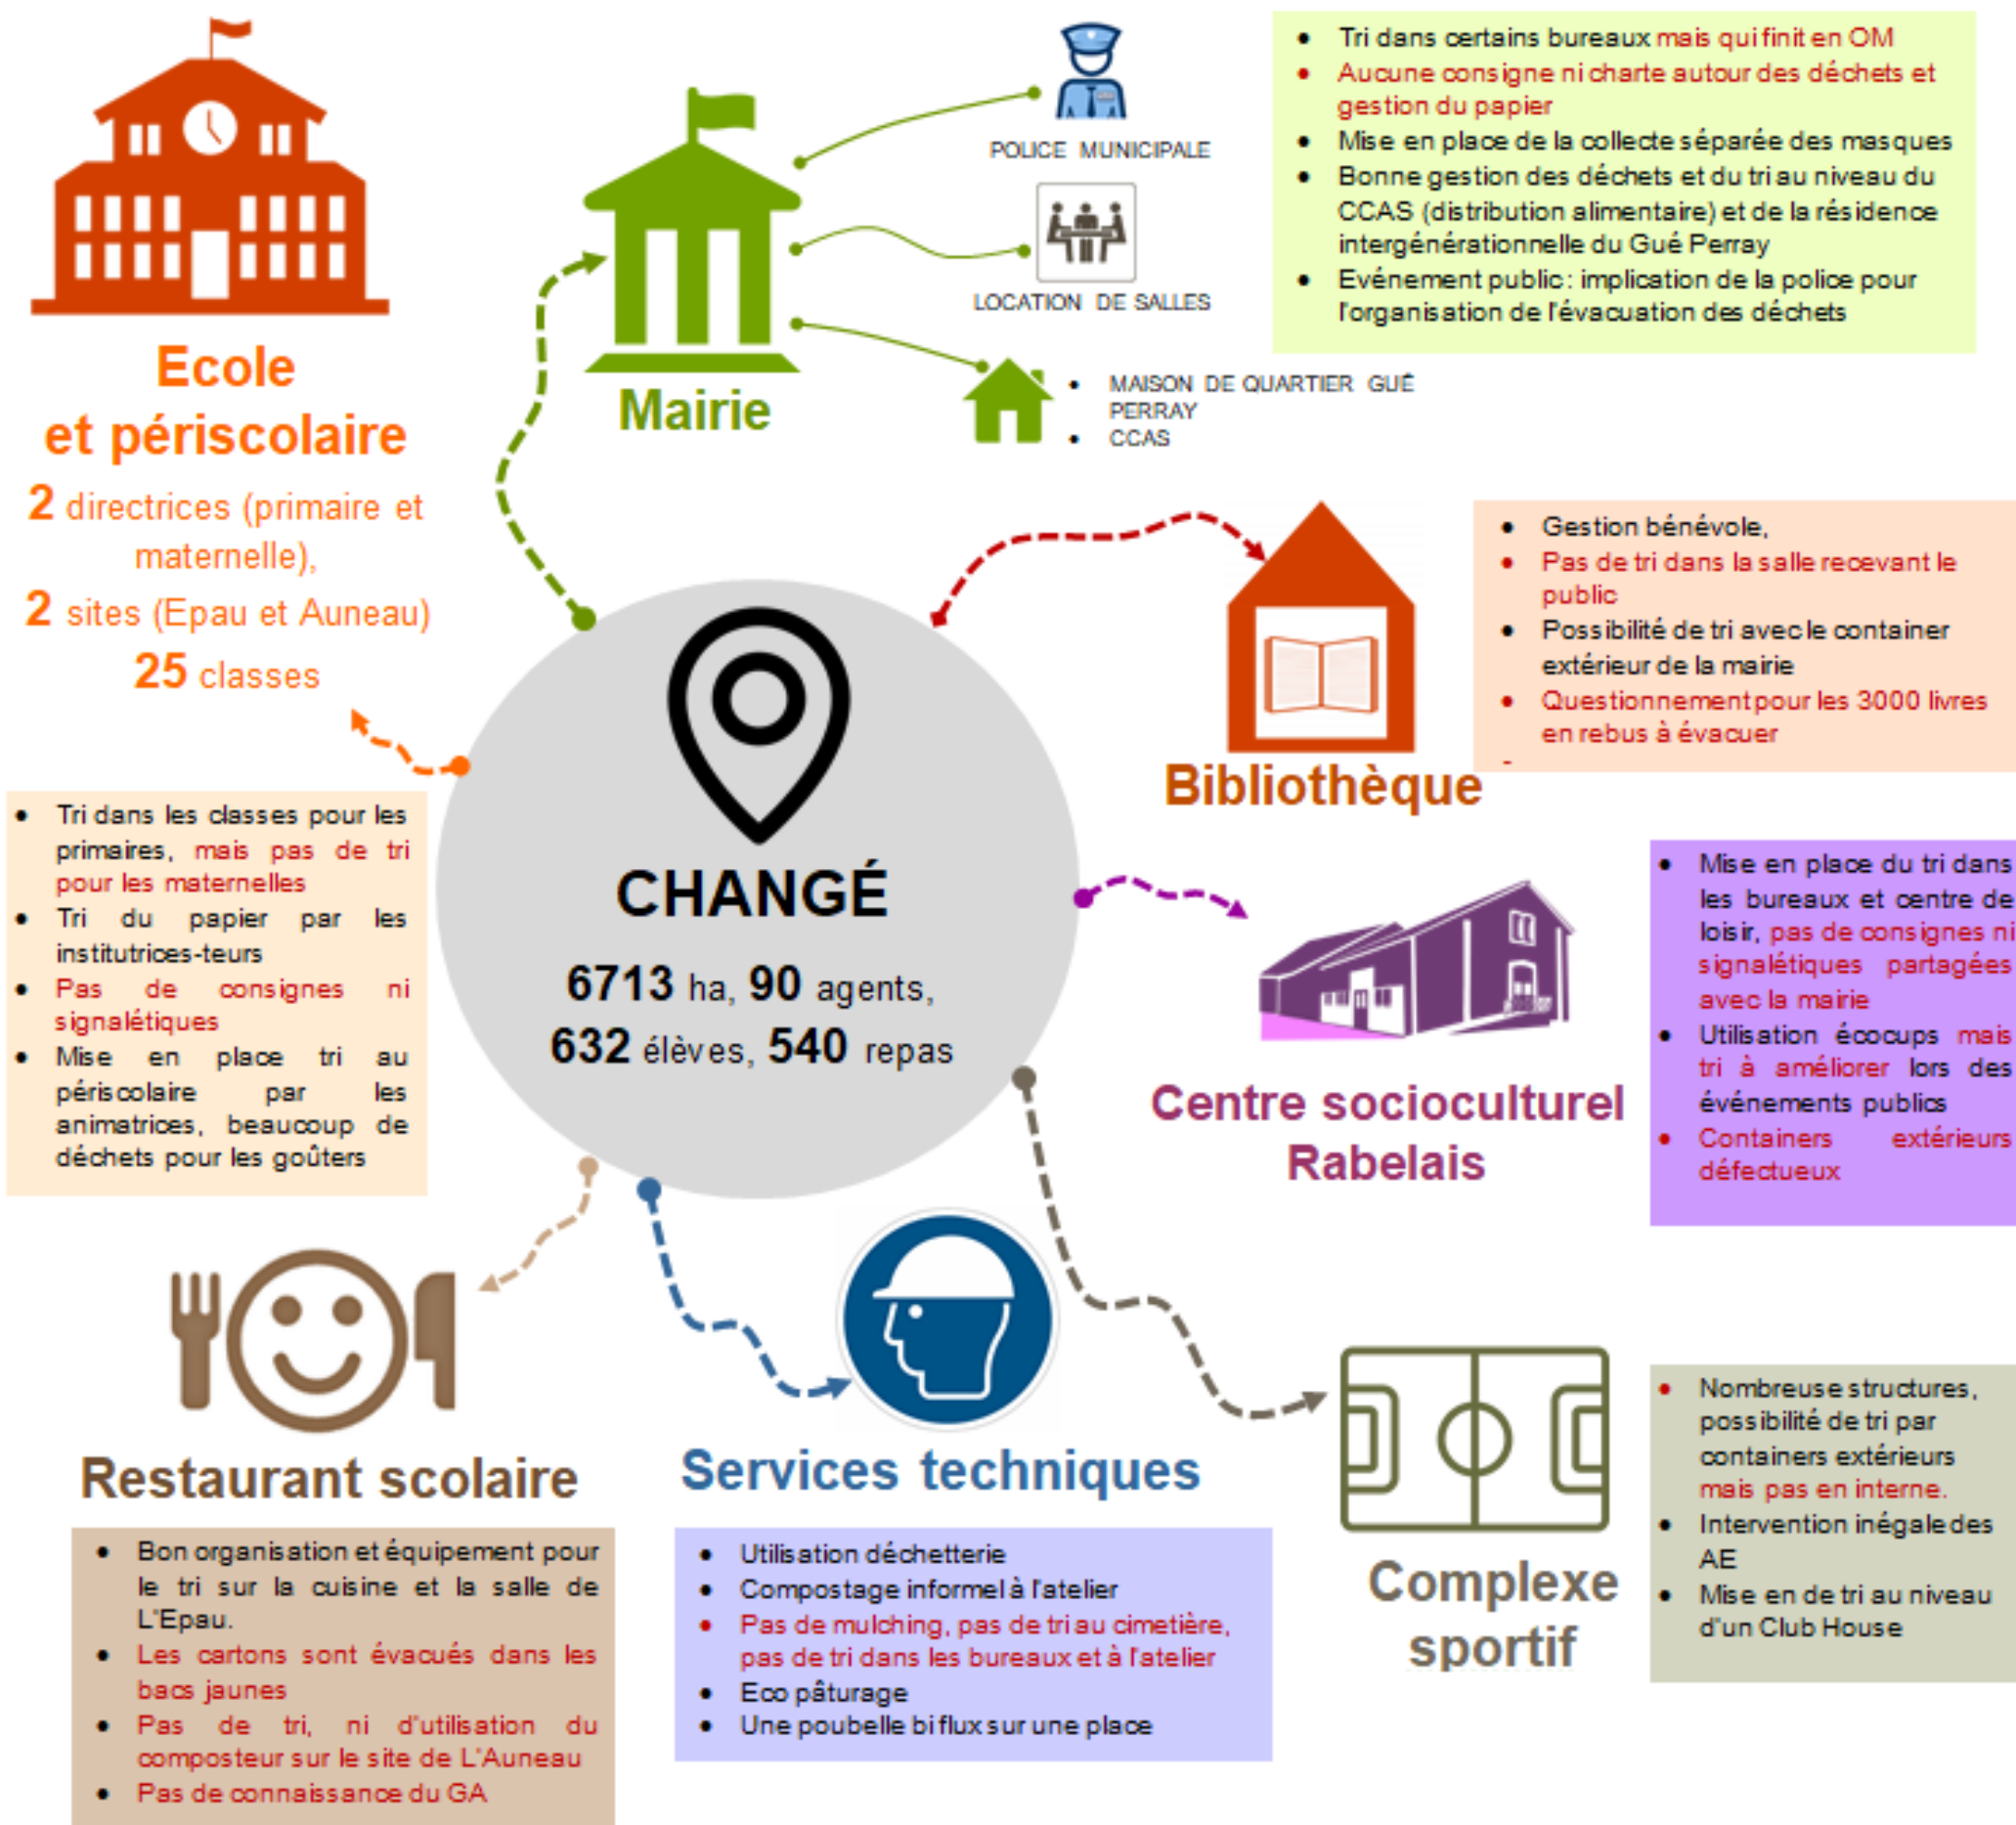 Ecole
et périscolaire
2 directrices (primaire et
maternelle),
2 sites (Epau et Auneau)
25 classes
• Tri dans les classes pour les
primaires, mais pas de tri
pour les maternelles
• Tri du papier par les
institutrices-teurs
• Pas de consignes ni
signalétiques
• Mise en place tri au
périscolaire par les
animatrices, beaucoup de
déchets pour les goûters
Mairie
POLICE MUNICIPALE
LOCATION DE SALLES
• MAISON DE QUARTIER GUÉ
PERRAY
• CCAS
• Tri dans certains bureaux mais qui finit en OM
• Aucune consigne ni charte autour des déchets et
gestion du papier
• Mise en place de la collecte séparée des masques
• Bonne gestion des déchets et du tri au niveau du
CCAS (distribution alimentaire) et de la résidence
intergénérationnelle du Gué Perray
• Evénement public : implication de la police pour
l'organisation de l'évacuation des déchets
CHANGÉ
6713 ha, 90 agents,
632 élèves, 540 repas
Bibliothèque
• Gestion bénévole,
• Pas de tri dans la salle recevant le
public
• Possibilité de tri avec le container
extérieur de la mairie
• Questionnement pour les 3000 livres
en rebus à évacuer
-
Centre socioculturel
Rabelais
• Mise en place du tri dans
les bureaux et centre de
loisir, pas de consignes ni
signalétiques partagées
avec la mairie
• Utilisation écocups mais
tri à améliorer lors des
événements publics
• Containers extérieurs
défectueux
Restaurant scolaire
• Bon organisation et équipement pour
le tri sur la cuisine et la salle de
L'Epau.
• Les cartons sont évacués dans les
bacs jaunes
• Pas de tri, ni d'utilisation du
composteur sur le site de L'Auneau
• Pas de connaissance du GA
Services techniques
• Utilisation déchetterie
• Compostage informel à l'atelier
• Pas de mulching, pas de tri au cimetière,
pas de tri dans les bureaux et à l'atelier
• Eco pâturage
• Une poubelle bi flux sur une place
Complexe
sportif
• Nombreuse structures,
possibilité de tri par
containers extérieurs
mais pas en interne.
• Intervention inégale des
AE
• Mise en de tri au niveau
d'un Club House